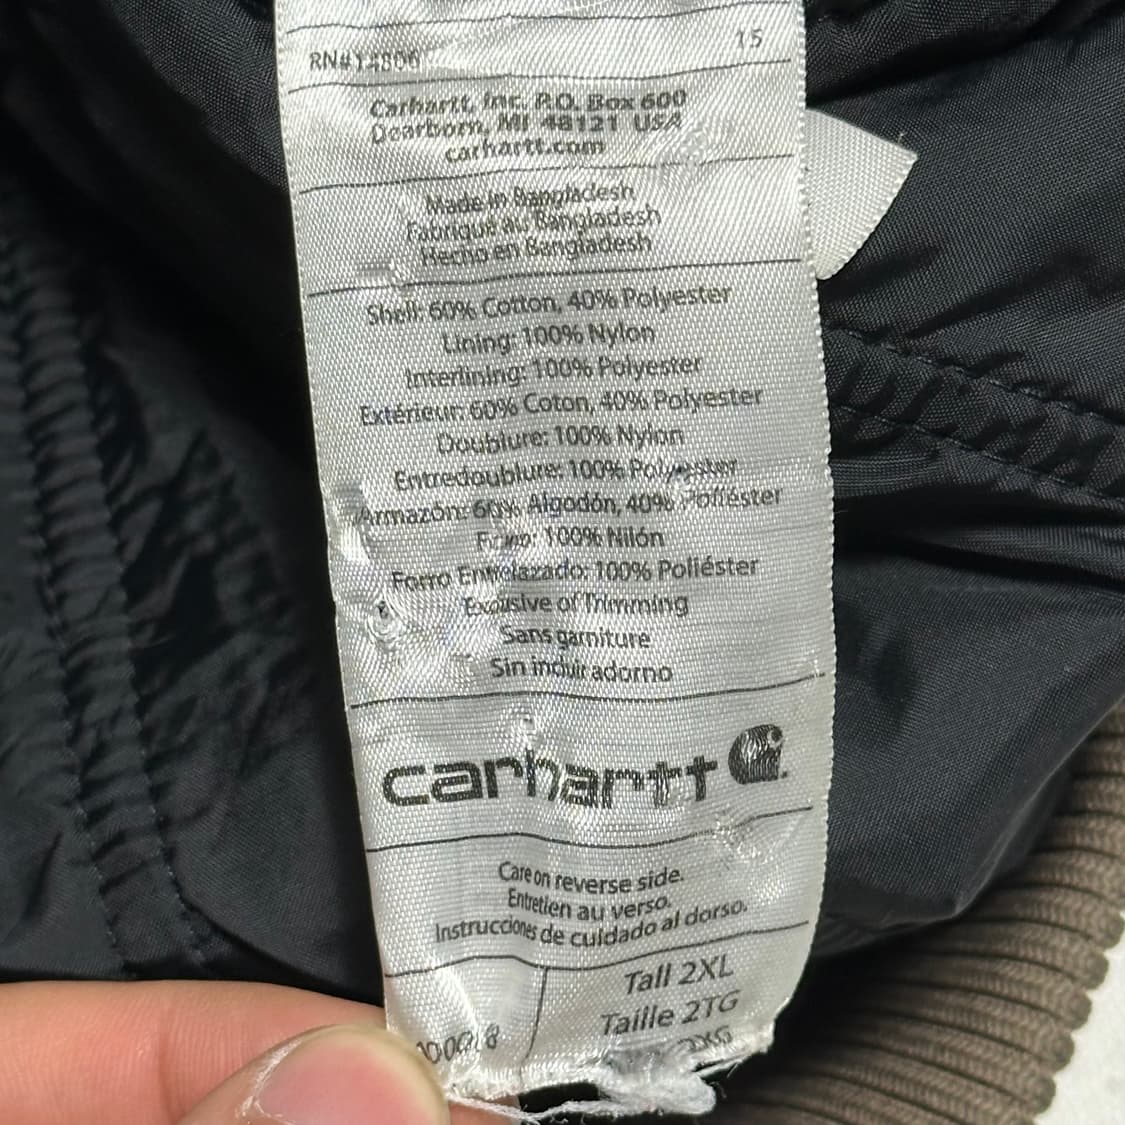 RN#14806 15
Carhartt, Inc. P.O. Box 600
Dearborn, MI 48121 USA
carhartt.com
Made in Bangladesh
Fabriqué au Bangladesh
Hecho en Bangladesh
Shell: 60% Cotton, 40% Polyester
Lining: 100% Nylon
Interlining: 100% Polyester
Extérieur: 60% Coton, 40% Polyester
Doublure: 100% Nylon
Entredoublure: 100% Polyester
Armazón: 60% Algodón, 40% Poliéster
Forro: 100% Nilón
Forro Entrelazado: 100% Poliéster
Exclusive of Trimming
Sans garniture
Sin incluir adorno
carhartt
Care on reverse side.
Entretien au verso.
Instrucciones de cuidado al dorso.
Tall 2XL
Taille 2TG